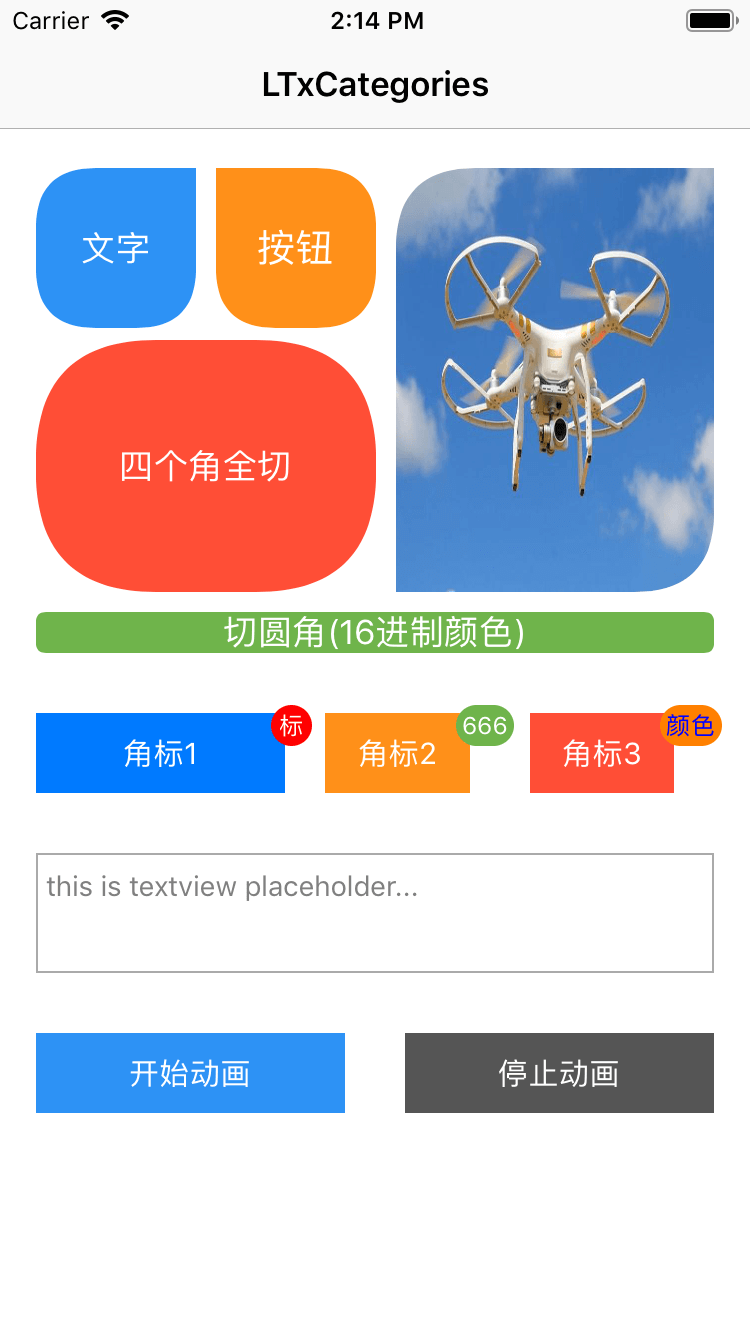 Carrier
2:14 PM
LTxCategories
文字
按钮
四个角全切
切圆角(16进制颜色)
角标1
标
角标2
666
角标3
颜色
this is textview placeholder...
开始动画
停止动画